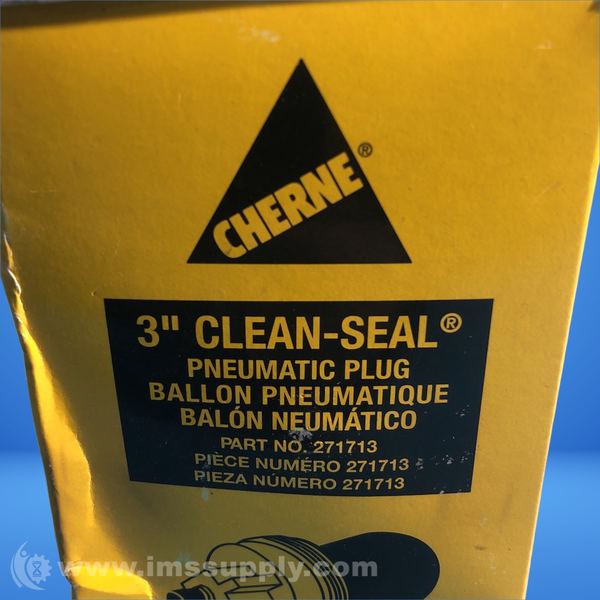 CHERNE®
3" CLEAN-SEAL®
PNEUMATIC PLUG
BALLON PNEUMATIQUE
BALÓN NEUMÁTICO
PART NO. 271713
PIÈCE NUMÉRO 271713
PIEZA NÚMERO 271713
www.imssupply.com